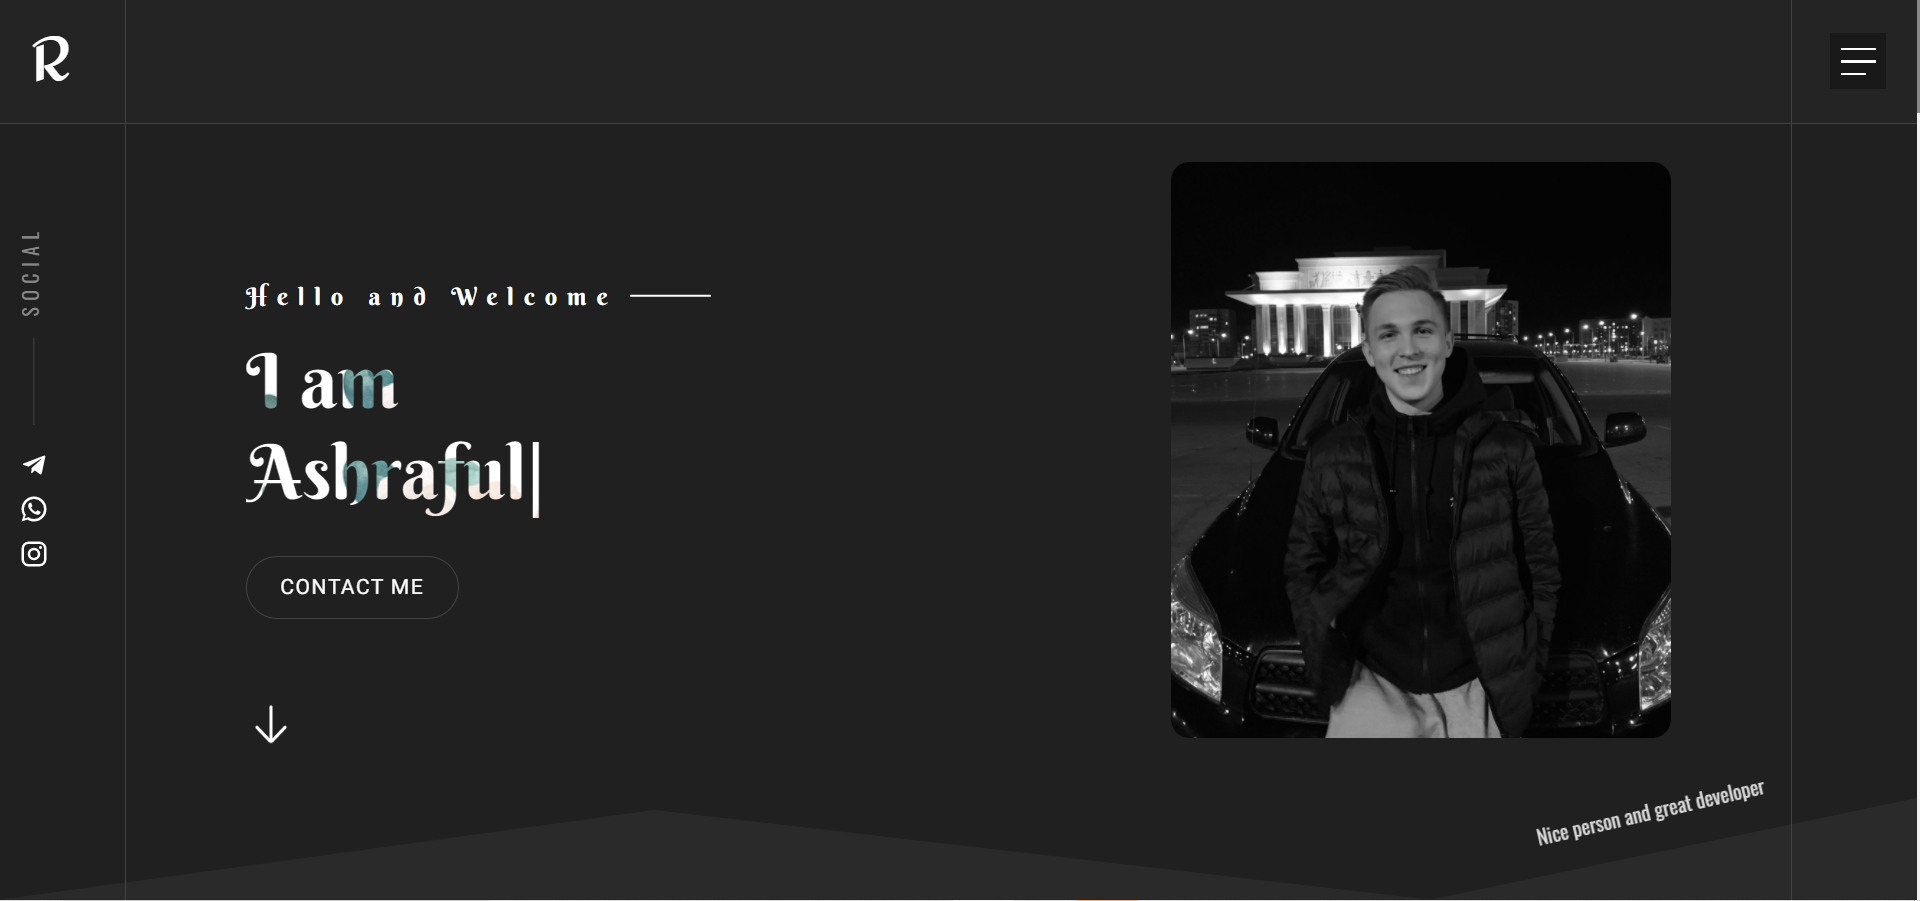 R
SOCIAL
Hello and Welcome
I am
Ashraful|
CONTACT ME
Nice person and great developer